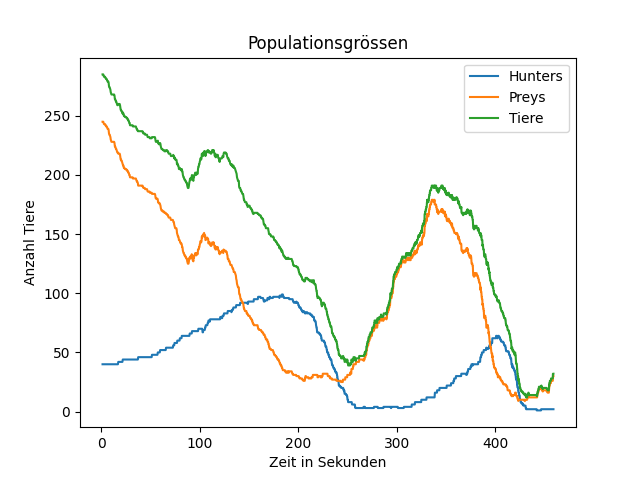 Populationsgrössen
Hunters
Preys
Tiere
Anzahl Tiere
250
200
150
100
50
0
0 100 200 300 400
Zeit in Sekunden